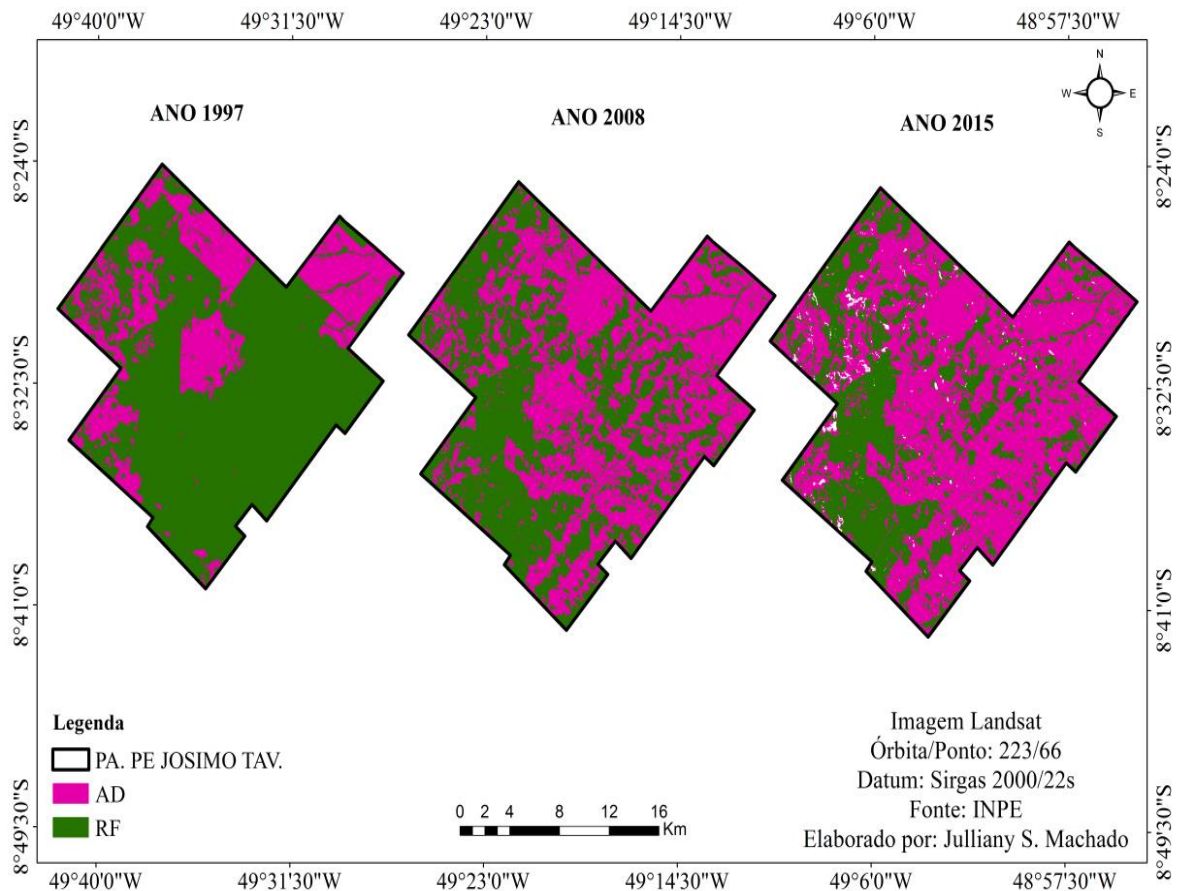 49°40'0"W 49°31'30"W 49°23'0"W 49°14'30"W 49°6'0"W 48°57'30"W
N
W E
S
ANO 1997 ANO 2008 ANO 2015
8°24'0"S 8°24'0"S
8°32'30"S 8°32'30"S
8°41'0"S 8°41'0"S
8°49'30"S 8°49'30"S
Legenda
PA. PE JOSIMO TAV.
AD
RF
0 2 4 8 12 16
Km
Imagem Landsat
Órbita/Ponto: 223/66
Datum: Sirgas 2000/22s
Fonte: INPE
Elaborado por: Julliany S. Machado
49°40'0"W 49°31'30"W 49°23'0"W 49°14'30"W 49°6'0"W 48°57'30"W